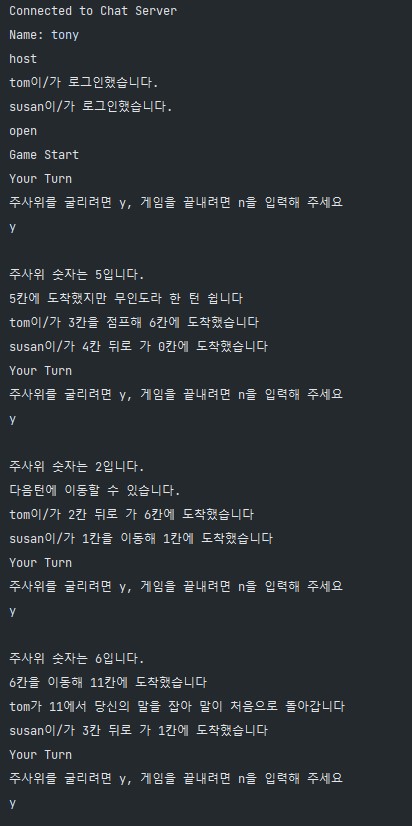 Connected to Chat Server
Name: tony
host
tom이/가 로그인했습니다.
susan이/가 로그인했습니다.
open
Game Start
Your Turn
주사위를 굴리려면 y, 게임을 끝내려면 n을 입력해 주세요
y
주사위 숫자는 5입니다.
5칸에 도착했지만 무인도라 한 턴 쉽니다
tom이/가 3칸을 점프해 6칸에 도착했습니다
susan이/가 4칸 뒤로 가 0칸에 도착했습니다
Your Turn
주사위를 굴리려면 y, 게임을 끝내려면 n을 입력해 주세요
y
주사위 숫자는 2입니다.
다음턴에 이동할 수 있습니다.
tom이/가 2칸 뒤로 가 6칸에 도착했습니다
susan이/가 1칸을 이동해 1칸에 도착했습니다
Your Turn
주사위를 굴리려면 y, 게임을 끝내려면 n을 입력해 주세요
y
주사위 숫자는 6입니다.
6칸을 이동해 11칸에 도착했습니다
tom가 11에서 당신의 말을 잡아 말이 처음으로 돌아갑니다
susan이/가 3칸 뒤로 가 1칸에 도착했습니다
Your Turn
주사위를 굴리려면 y, 게임을 끝내려면 n을 입력해 주세요
y